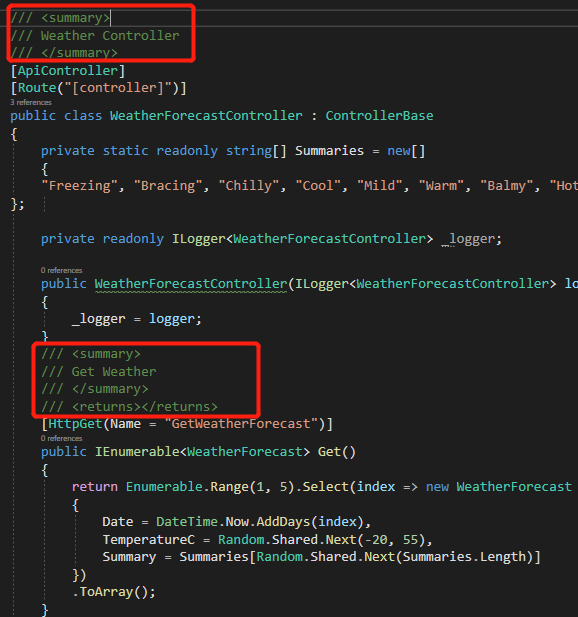 /// <summary>
/// Weather Controller
/// </summary>
[ApiController]
[Route("[controller]")]
3 references
public class WeatherForecastController : ControllerBase
{
private static readonly string[] Summaries = new[]
{
"Freezing", "Bracing", "Chilly", "Cool", "Mild", "Warm", "Balmy", "Hot
};
private readonly ILogger<WeatherForecastController> _logger;
0 references
public WeatherForecastController(ILogger<WeatherForecastController> lo
{
_logger = logger;
}
/// <summary>
/// Get Weather
/// </summary>
/// <returns></returns>
[HttpGet(Name = "GetWeatherForecast")]
0 references
public IEnumerable<WeatherForecast> Get()
{
return Enumerable.Range(1, 5).Select(index => new WeatherForecast
{
Date = DateTime.Now.AddDays(index),
TemperatureC = Random.Shared.Next(-20, 55),
Summary = Summaries[Random.Shared.Next(Summaries.Length)]
})
.ToArray();
}